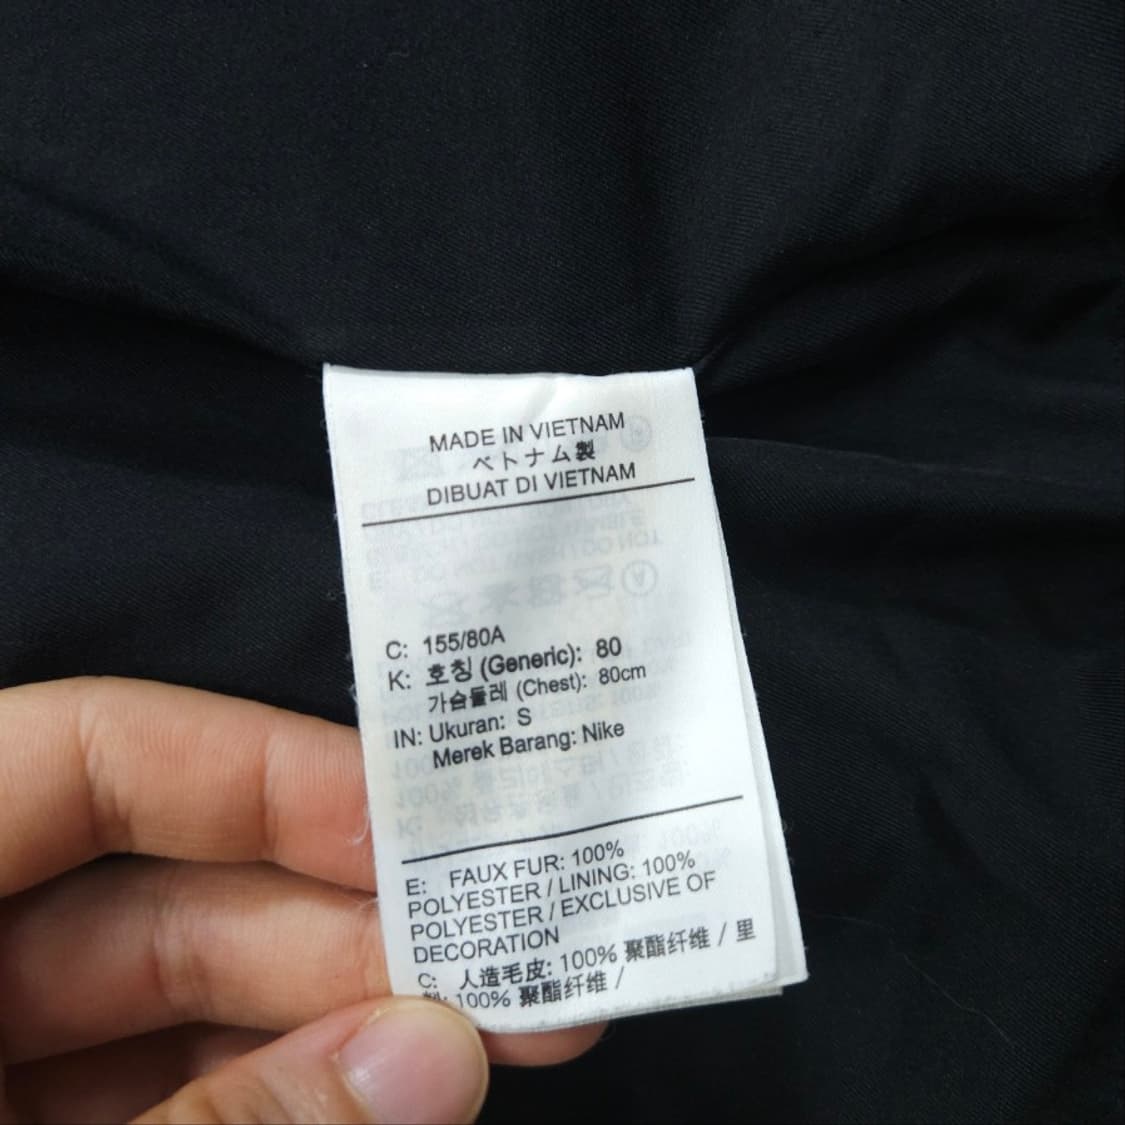 MADE IN VIETNAM
ベトナム製
DIBUAT DI VIETNAM
C: 155/80A
K: 호칭 (Generic): 80
가슴둘레 (Chest): 80cm
IN: Ukuran: S
Merek Barang: Nike
E: FAUX FUR: 100%
POLYESTER / LINING: 100%
POLYESTER / EXCLUSIVE OF
DECORATION
C: 人造毛皮: 100% 聚酯纤维 / 里
100% 聚酯纤维 /